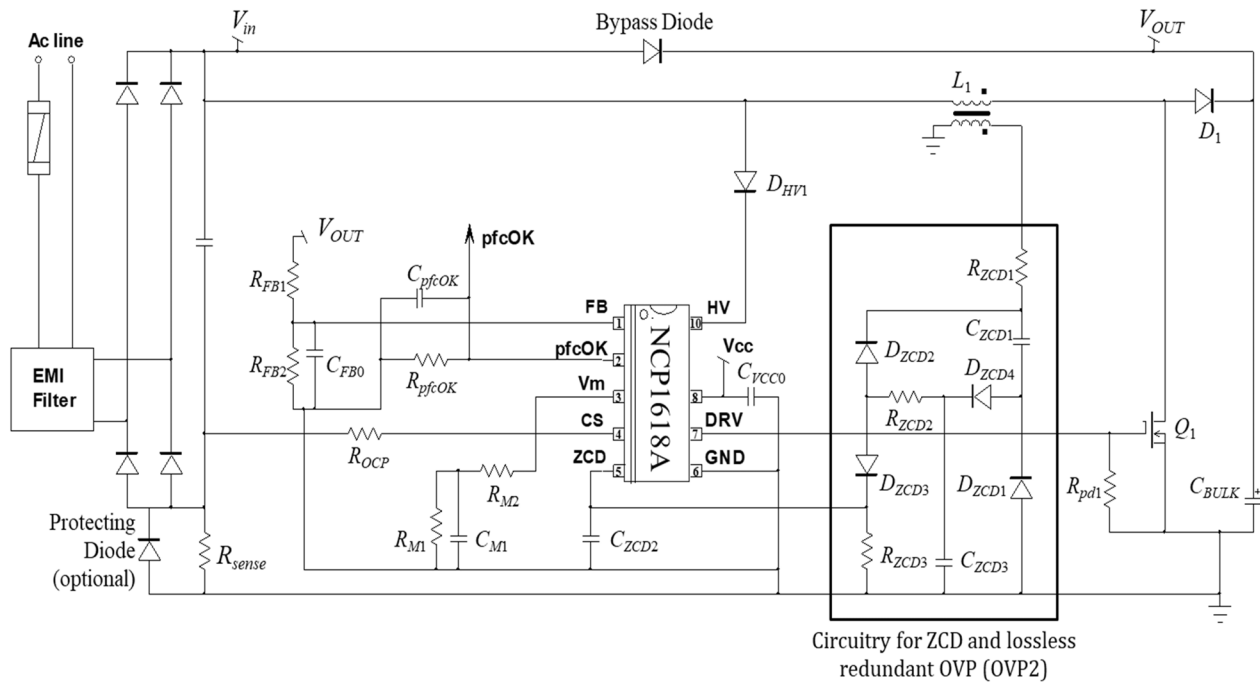 Ac line
V_in
Bypass Diode
V_OUT
L_1
D_1
D_HV1
V_OUT
pfcOK
R_FB1
C_pfcOK
R_ZCD1
FB
HV
1
10
NCP1618A
C_ZCD1
D_ZCD2
R_FB2
C_FB0
R_pfcOK
pfcOK
2
Vcc
C_VCC0
D_ZCD4
EMI
Filter
Vm
3
8
R_ZCD2
CS
4
DRV
7
Q_1
R_OCP
ZCD
5
GND
6
R_M2
D_ZCD3
D_ZCD1
R_pd1
C_BULK
+
Protecting
Diode
(optional)
R_sense
R_M1
C_M1
C_ZCD2
R_ZCD3
C_ZCD3
Circuitry for ZCD and lossless
redundant OVP (OVP2)